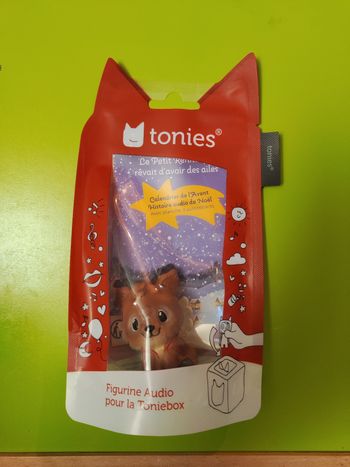 tonies®
Le Petit Renne
rêvait d'avoir des ailes
Calendrier de l'Avent
Histoire audio de Noël
tonies®
Figurine Audio
pour la Toniebox